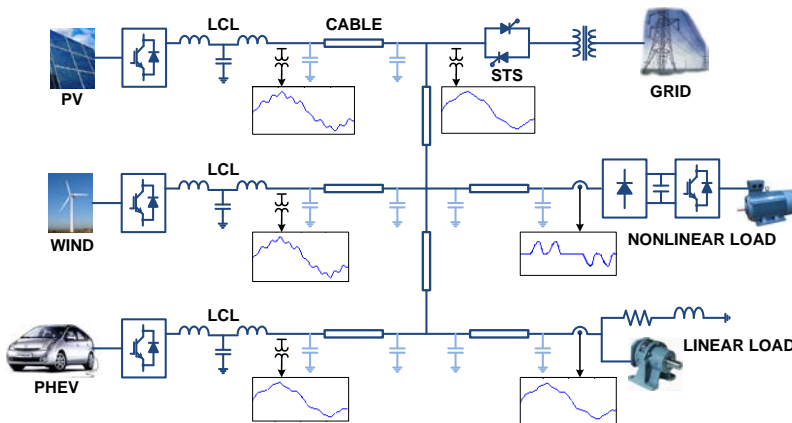 LCL
CABLE
STS
PV
GRID
LCL
WIND
NONLINEAR LOAD
LCL
LINEAR LOAD
PHEV